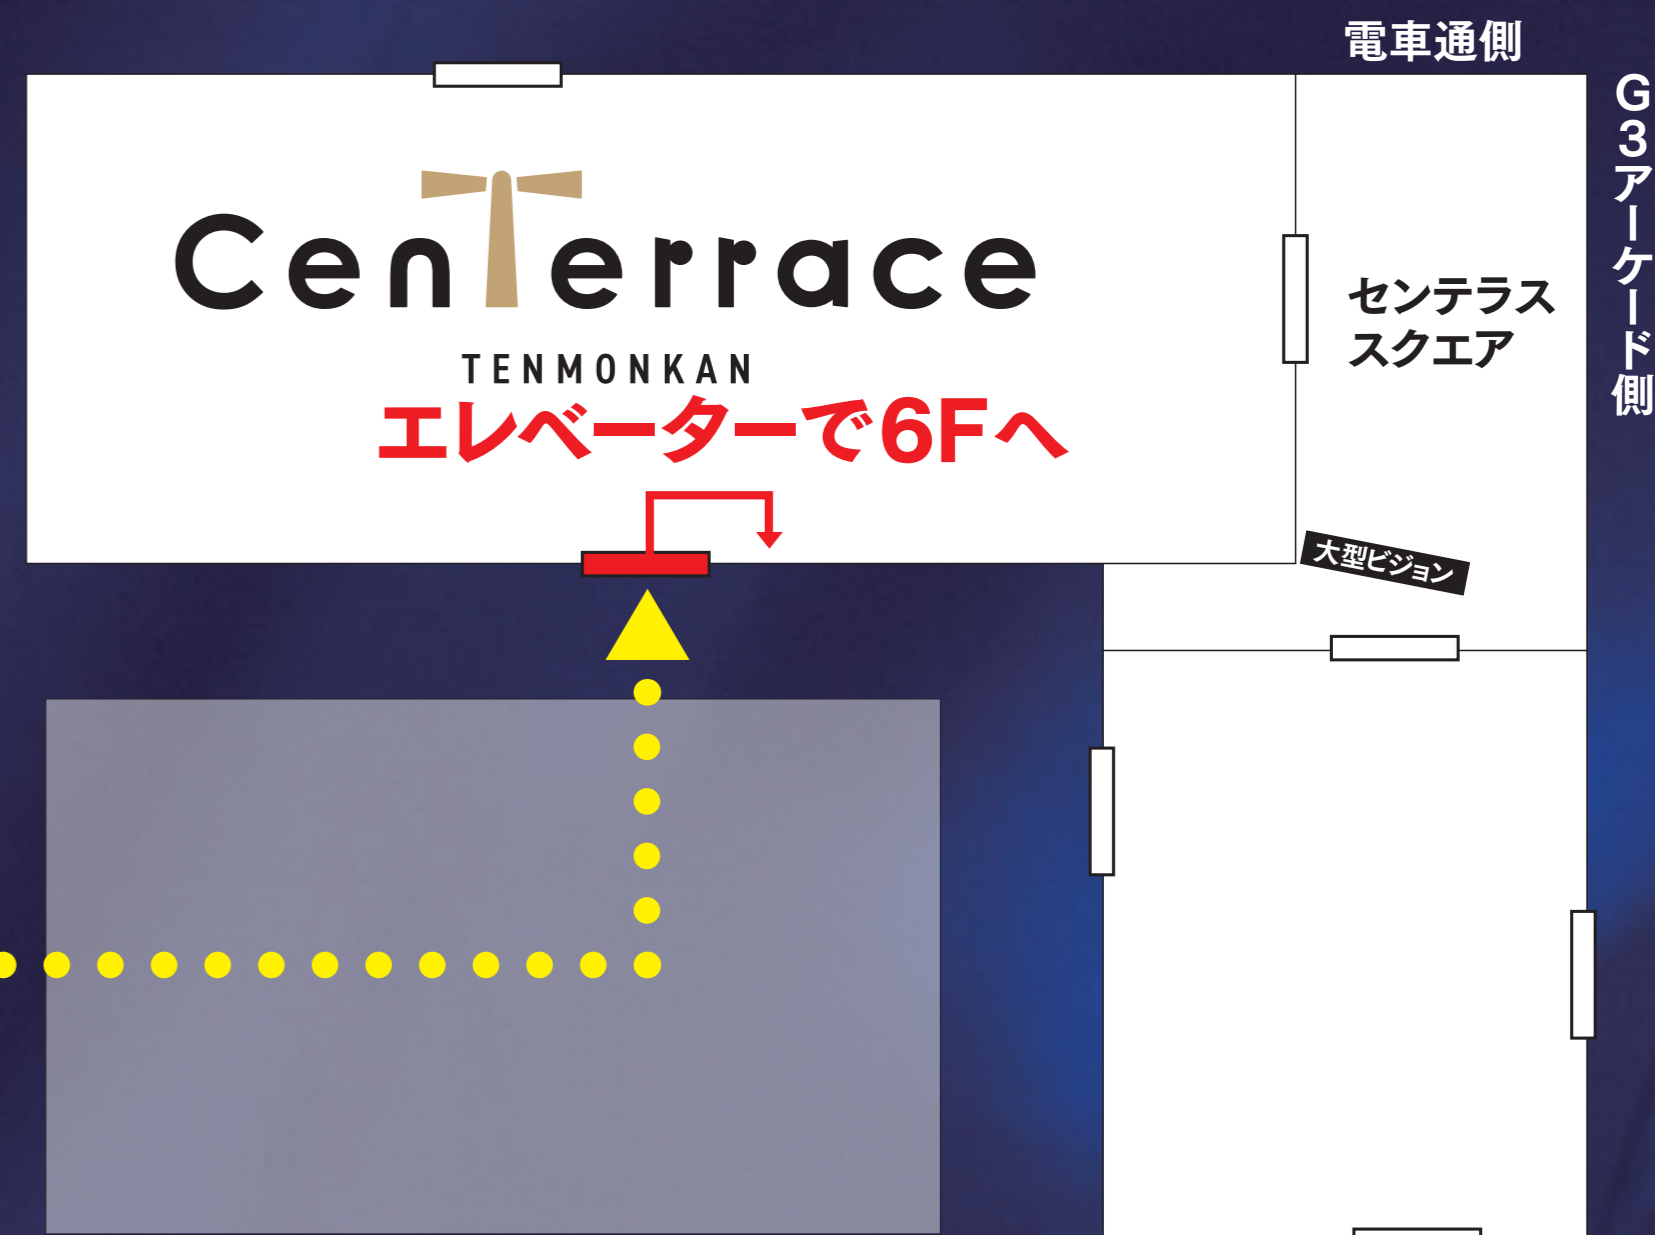 電車通側
G3アーケード側
CenTerrace
TENMONKAN
エレベーターで6Fへ
センテラス
スクエア
大型ビジョン